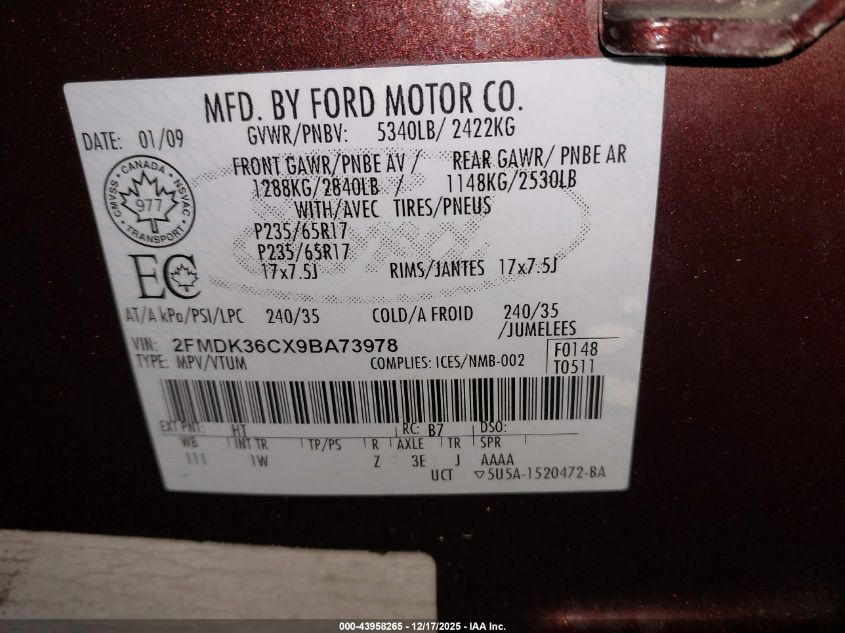 MFD. BY FORD MOTOR CO.
DATE: 01/09 GVWR/PNBV: 5340LB/ 2422KG
FRONT GAWR/PNBE AV / REAR GAWR/ PNBE AR
1288KG/2840LB / 1148KG/2530LB
WITH/AVEC TIRES/PNEUS
P235/65R17
P235/65R17
17x7.5J RIMS/JANTES 17x7.5J
CMVSS • CANADA • NSVAC • TRANSPORT •
977
EC
AT/A kPa/PSI/LPC 240/35 COLD/A FROID 240/35
/JUMELEES
VIN: 2FMDK36CX9BA73978
TYPE: MPV/VTUM COMPLIES: ICES/NMB-002
F0148
T0511
EXT PNT: HT RC: B7 DSO:
WB INT TR TP/PS R AXLE TR SPR
111 1W Z 3E J AAAA
UCT ▽5U5A-1520472-BA
000-43958265 - 12/17/2025 - IAA Inc.